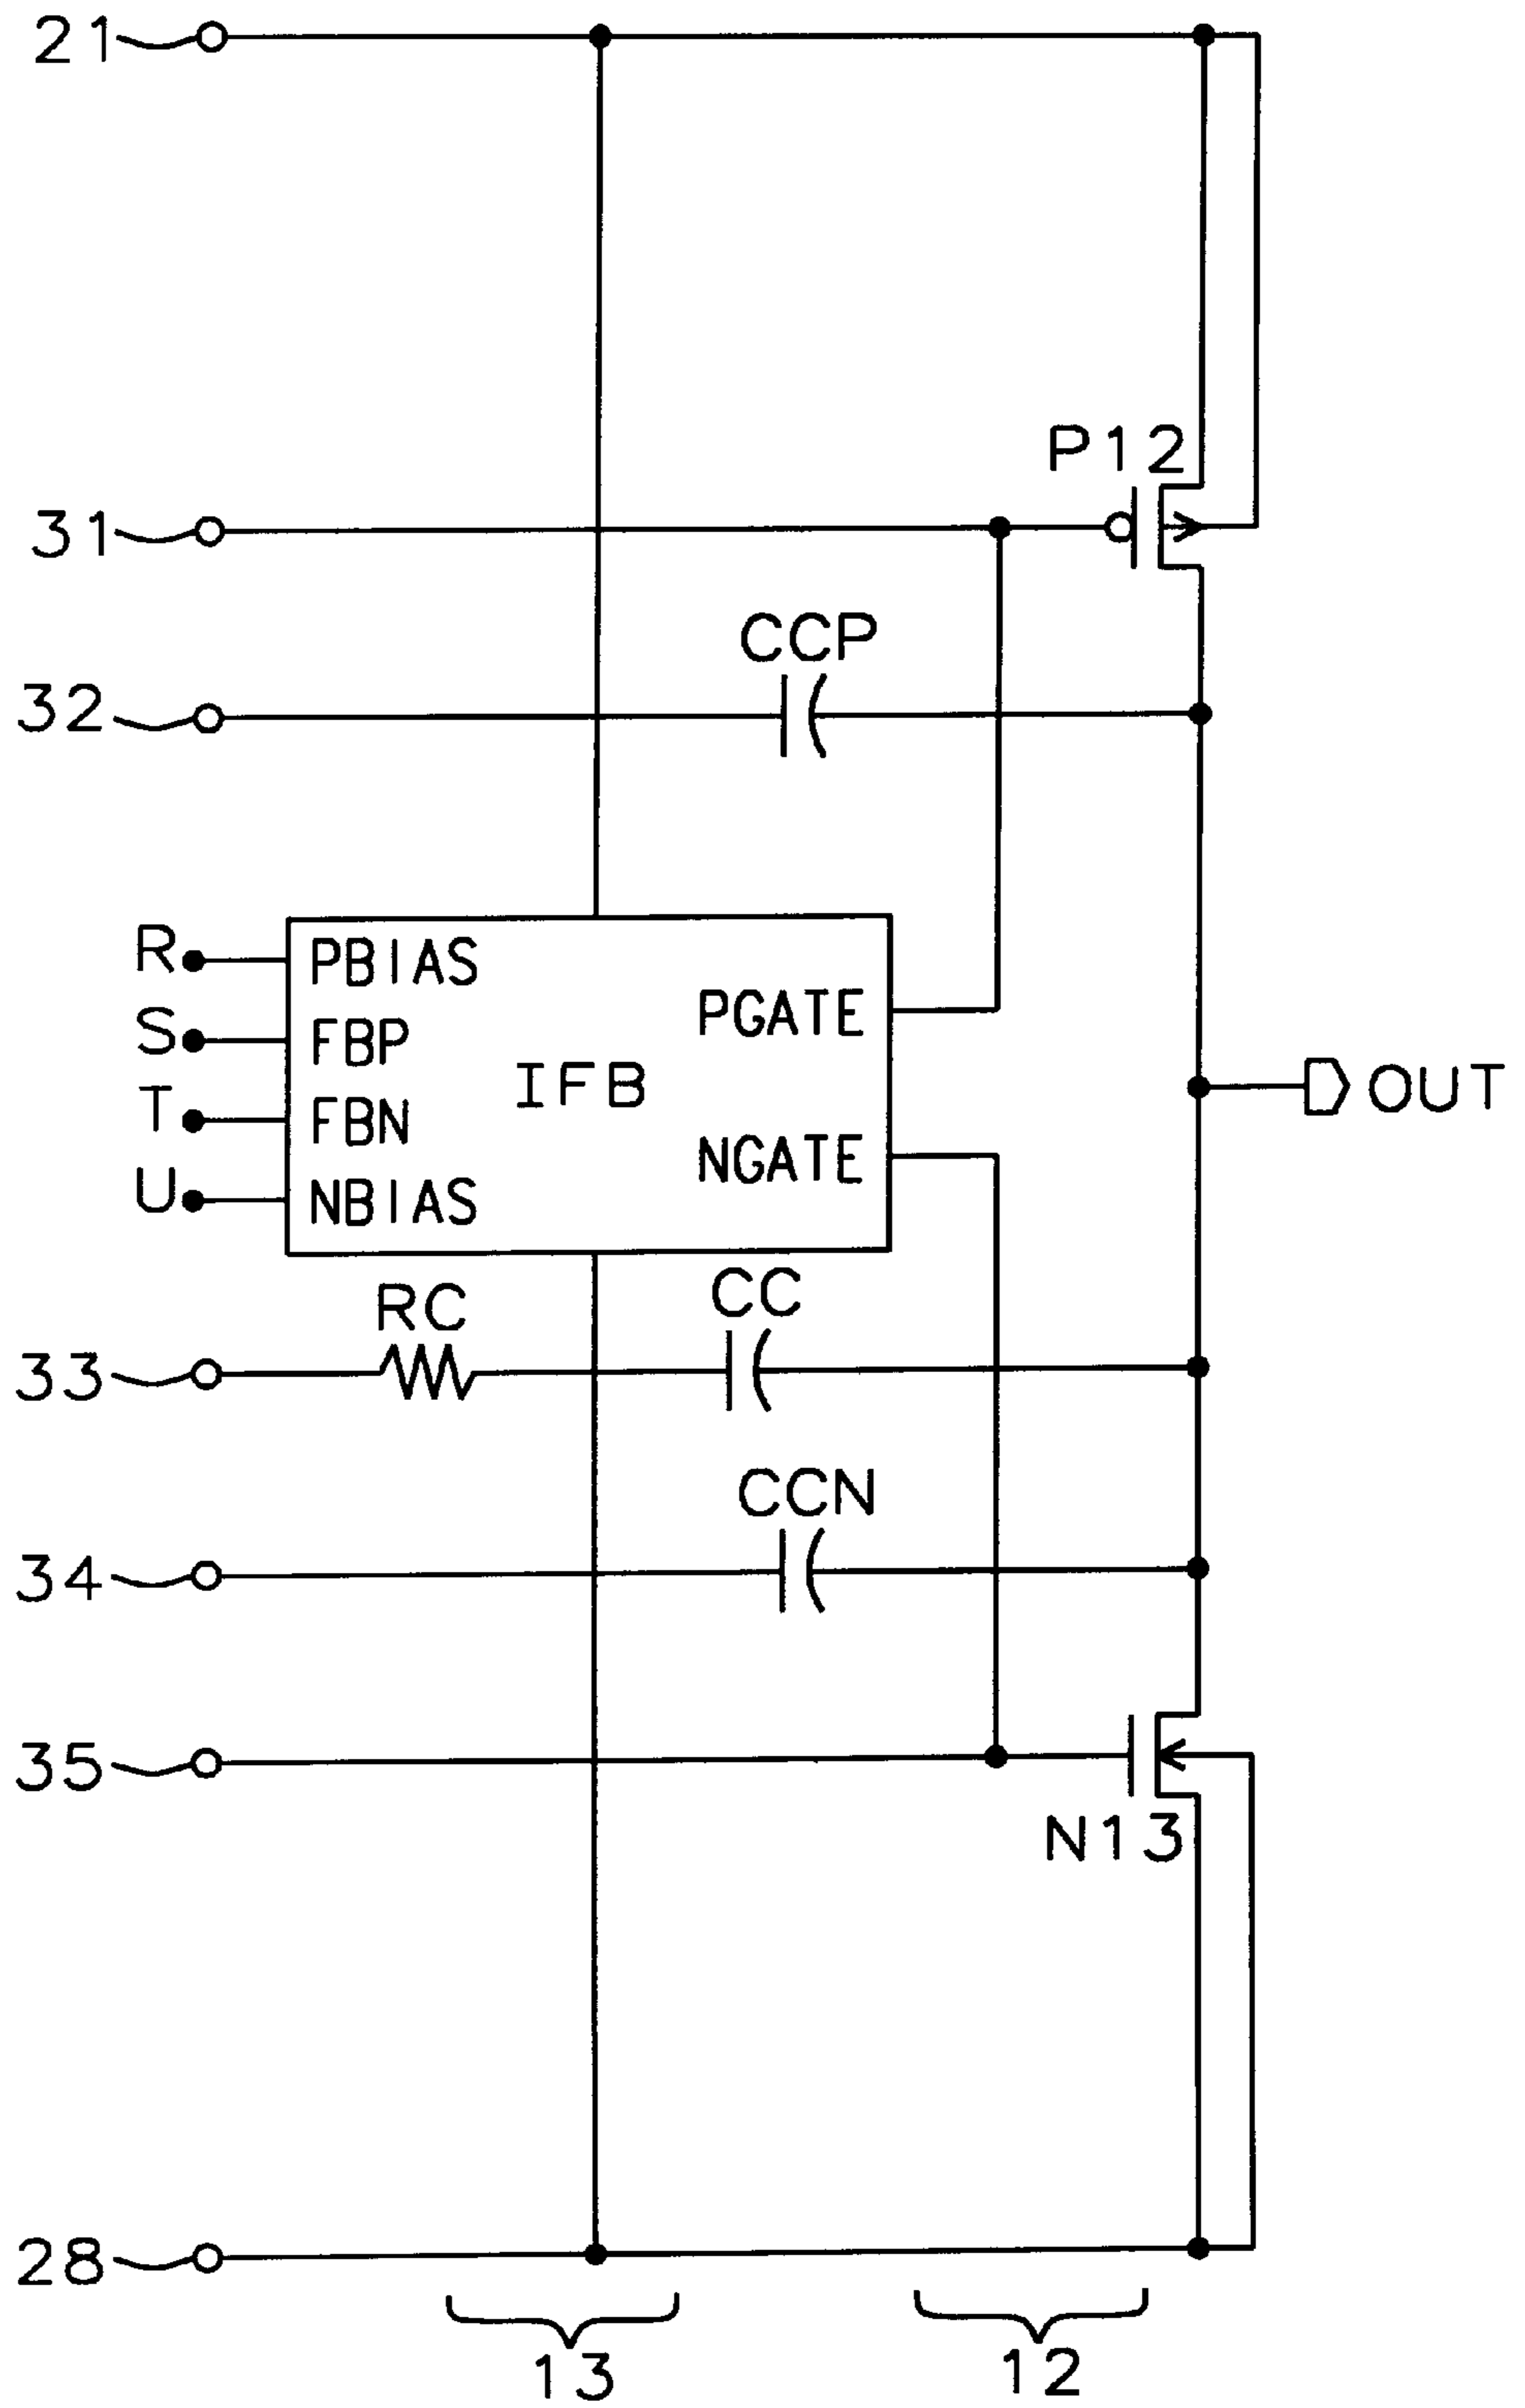 21
P12
31
CCP
32
R PBIAS
PGATE
S FBP
IFB
OUT
T FBN
NGATE
U NBIAS
RC
CC
33
CCN
34
35
N13
28
13
12